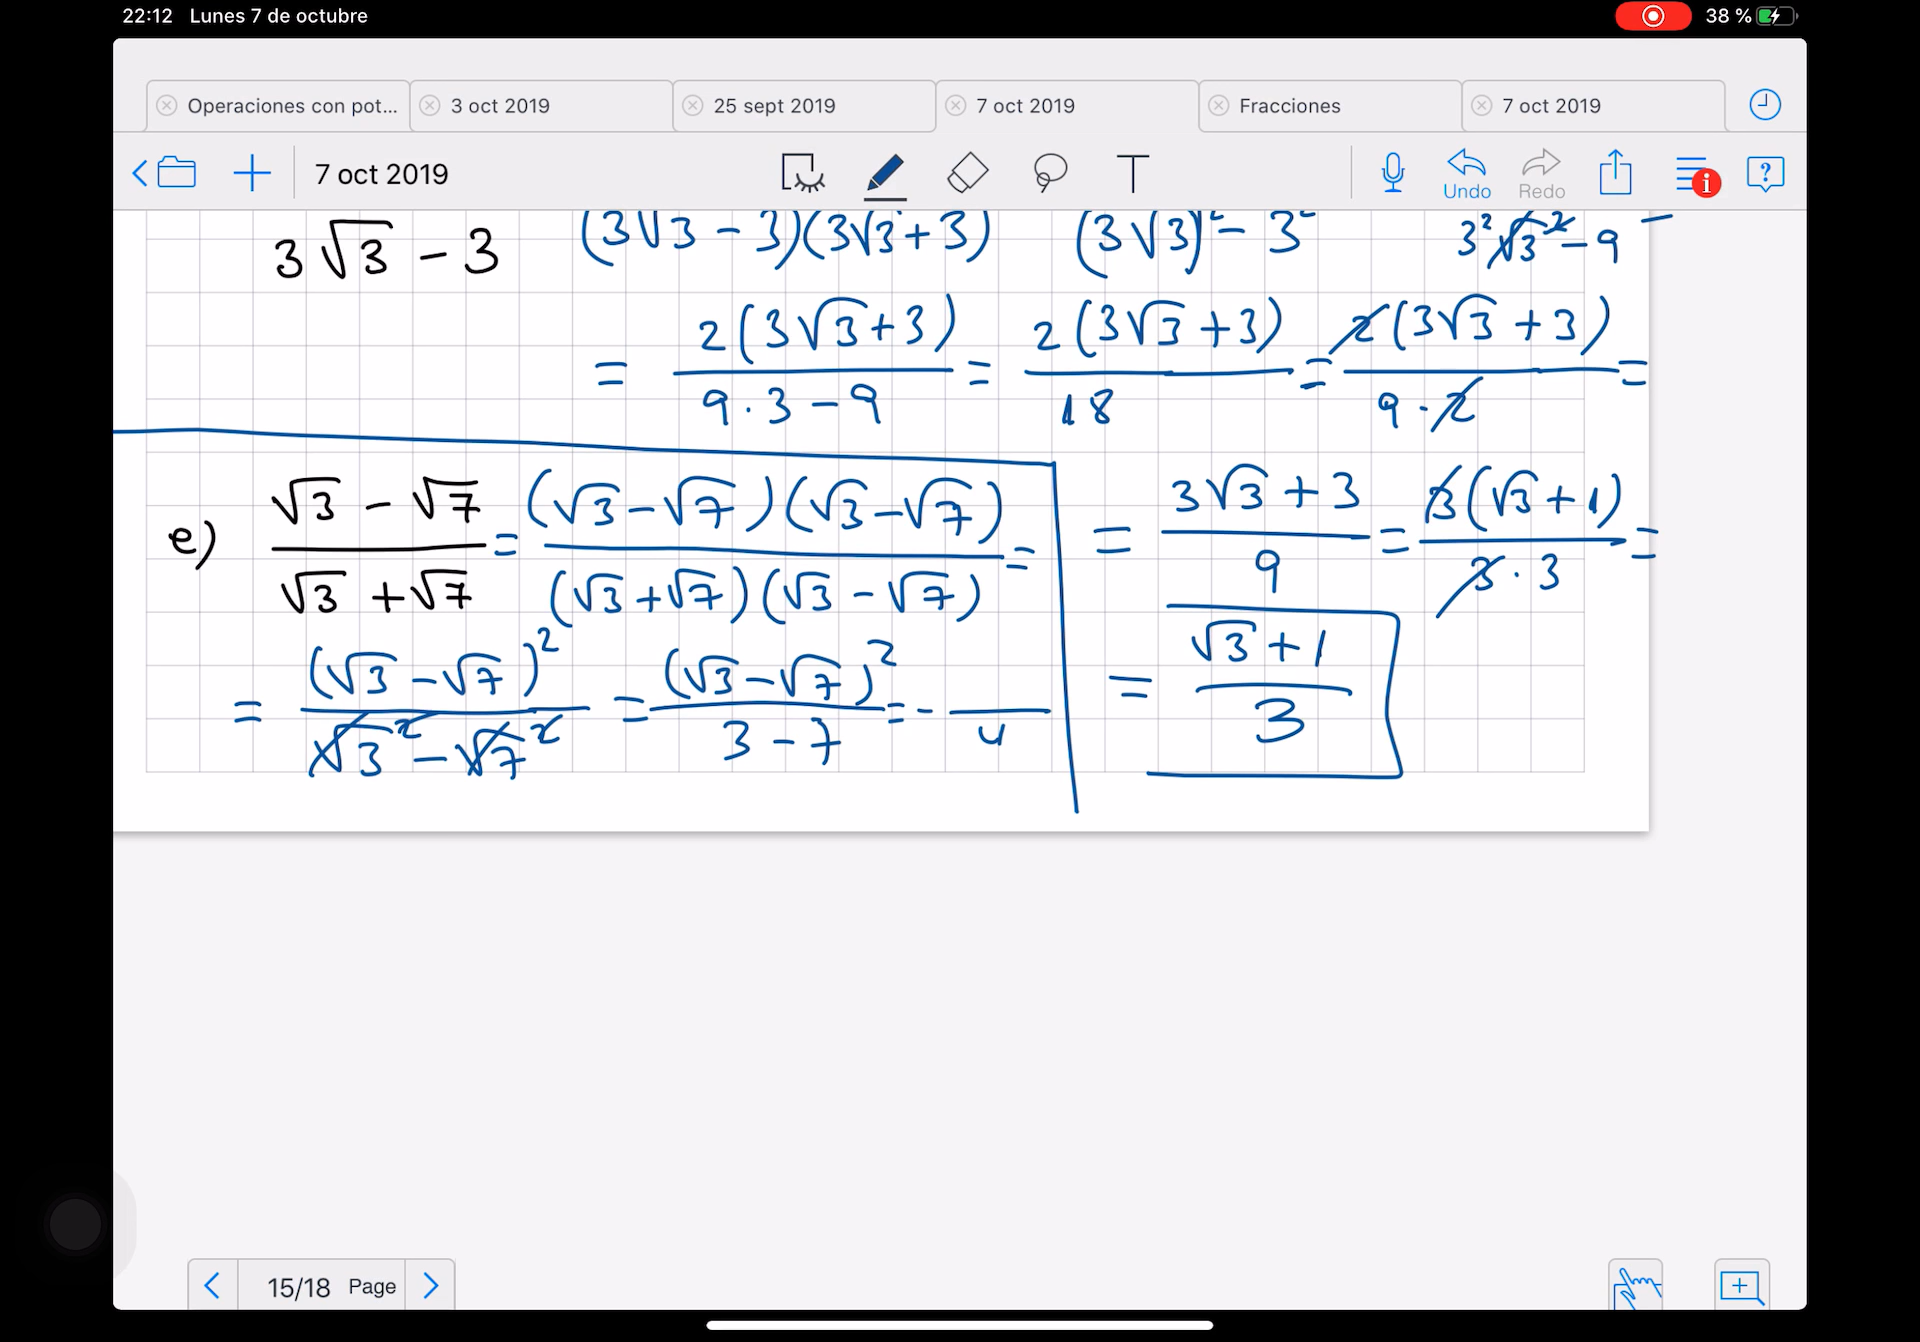 22:12 Lunes 7 de octubre 38 %
Operaciones con pot... 3 oct 2019 25 sept 2019 7 oct 2019 Fracciones 7 oct 2019
7 oct 2019 T Undo Redo i ?
3√3 - 3 (3√3 - 3)(3√3 + 3) (3√3)² - 3² 3²√3² - 9
= 2(3√3+3) / 9·3 - 9 = 2(3√3+3) / 18 = 2(3√3+3) / 9·2 =
e) √3 - √7 / √3 + √7 = (√3-√7)(√3-√7) / (√3+√7)(√3-√7) =
= (√3-√7)² / √3² - √7² = (√3-√7)² / 3-7 = - / 4
= 3√3+3 / 9 = 3(√3+1) / 3·3 =
= √3+1 / 3
15/18 Page